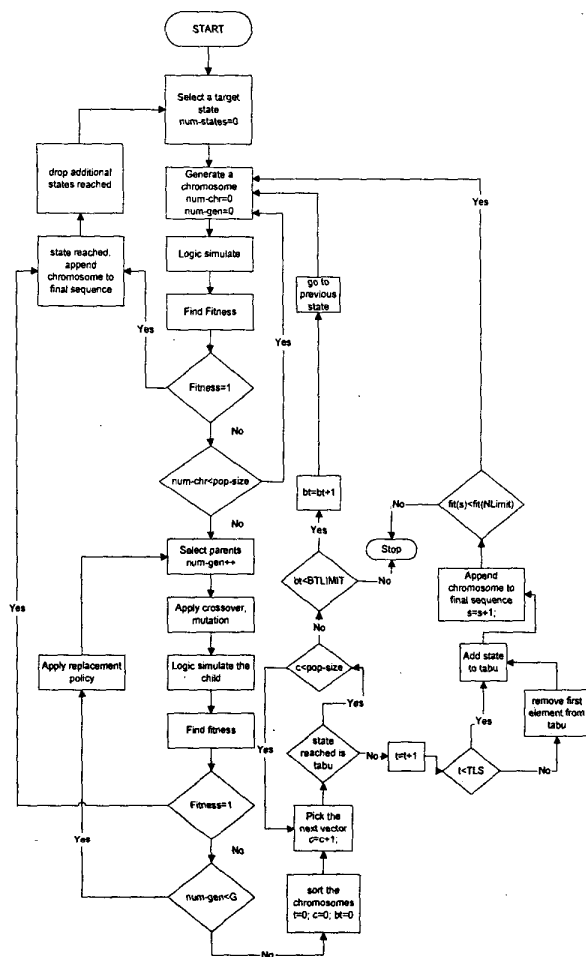 START
Select a target
state
num-states=0
drop additional
states reached
Generate a
chromosome
num-chr=0
num-gen=0
Yes
Logic simulate
state reached,
append
chromosome to
final sequence
go to
previous
state
Find Fitness
Yes
Yes
Fitness=1
No
num-chr<pop-size
bt=bt+1
No
fit(s)<fit(NLimit)
No
Yes
Stop
Select parents
num-gen++
bt<BTLIMIT
No
Append
chromosome to
final sequence
s=s+1;
Yes
Apply crossover,
mutation
No
Apply replacement
policy
Logic simulate the
child
c<pop-size
Add state
to tabu
Yes
remove first
element from
tabu
Find fitness
Yes
state
reached is
tabu
Yes
No
t=t+1
t<TLS
No
Fitness=1
Yes
Pick the
next vector
c=c+1;
No
num-gen<G
sort the
chromosomes
t=0; c=0; bt=0
No